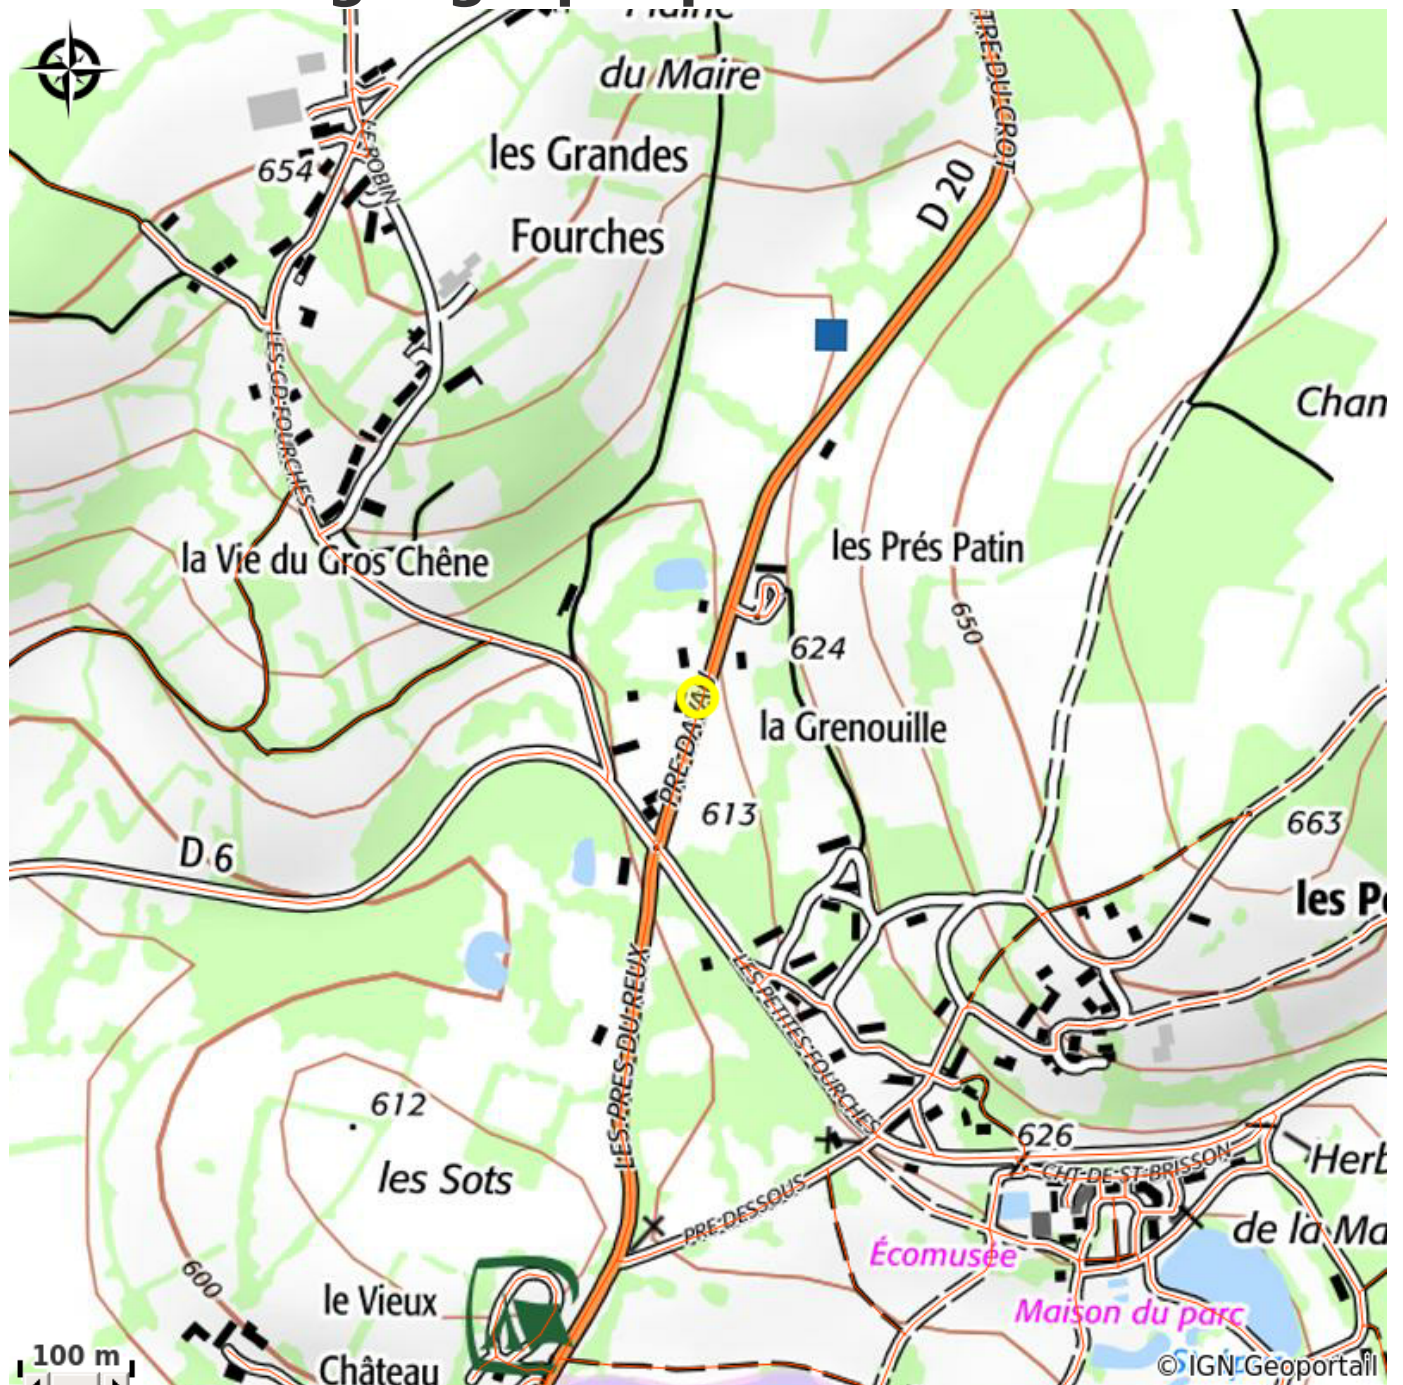 du Maire
les Grandes
Fourches
654
LE ROBIN
D 20
LES GD FOURCHES
Chan
la Vie du Gros Chêne
les Prés Patin
650
624
la Grenouille
613
663
D 6
les Pe
LES PRES DU REUX
LES PETITES FOURCHES
612
626
les Sots
CHT DE ST BRISSON
Herb
PRE DESSOUS
de la Ma
Écomusée
600
le Vieux
Maison du parc
Château
100 m
© IGN Geoportail